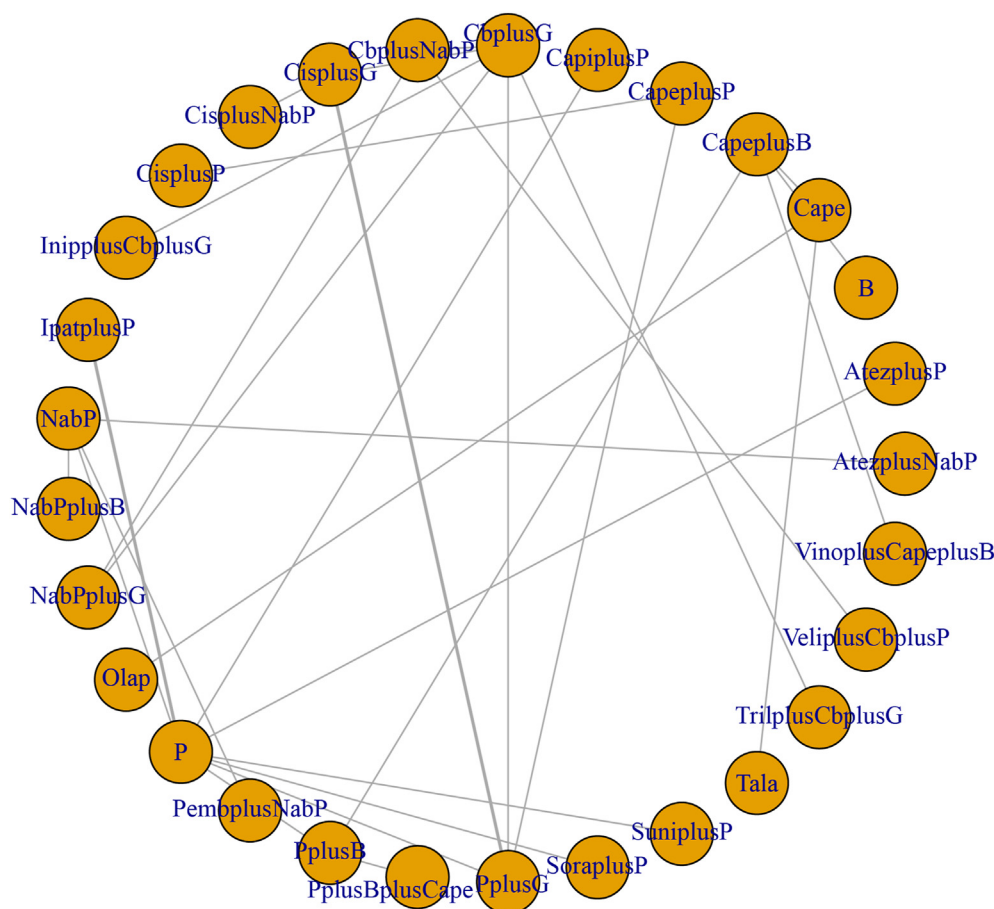 CbplusG
CbplusNabP
CapiplusP
CisplusG
CapeplusP
CisplusNabP
CapeplusB
CisplusP
Cape
InipplusCbplusG
B
IpatplusP
AtezplusP
NabP
AtezplusNabP
NabPplusB
VinoplusCapeplusB
NabPplusG
VeliplusCbplusP
Olap
TrilplusCbplusG
P
Tala
PembplusNabP
SuniplusP
PplusB
SoraplusP
PplusBplusCape
PplusG